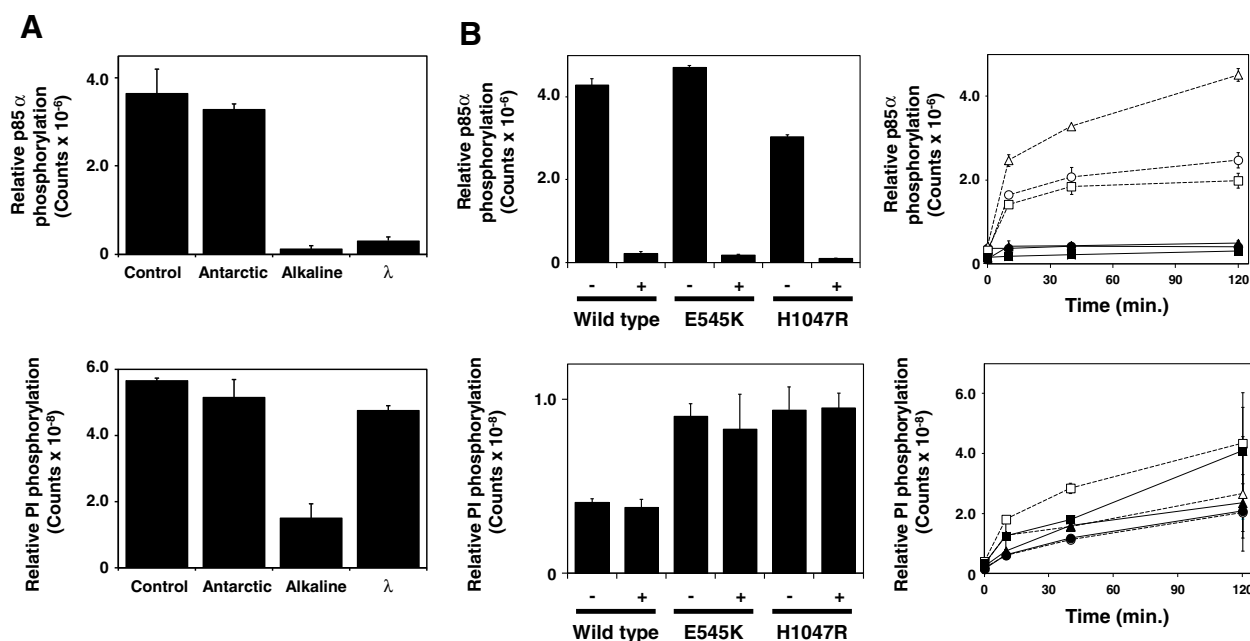 A
Relative p85α
phosphorylation
(Counts x 10-6)
4.0
2.0
0
Control Antarctic Alkaline λ
Relative PI phosphorylation
(Counts x 10-8)
6.0
4.0
2.0
0
Control Antarctic Alkaline λ
B
Relative p85α
phosphorylation
(Counts x 10-6)
4.0
2.0
0
- + - + - +
Wild type E545K H1047R
Relative p85α
phosphorylation
(Counts x 10-6)
4.0
2.0
0
0 30 60 90 120
Time (min.)
Relative PI phosphorylation
(Counts x 10-8)
1.0
0
- + - + - +
Wild type E545K H1047R
Relative PI phosphorylation
(Counts x 10-8)
6.0
4.0
2.0
0
0 30 60 90 120
Time (min.)